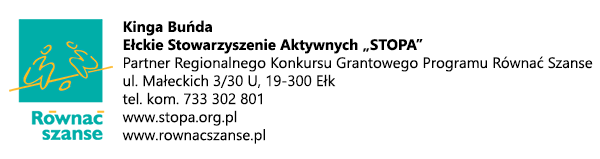 Kinga Buńda
Ełckie Stowarzyszenie Aktywnych „STOPA”
Partner Regionalnego Konkursu Grantowego Programu Równać Szanse
ul. Małeckich 3/30 U, 19-300 Ełk
tel. kom. 733 302 801
www.stopa.org.pl
www.rownacszanse.pl
Równać
szanse